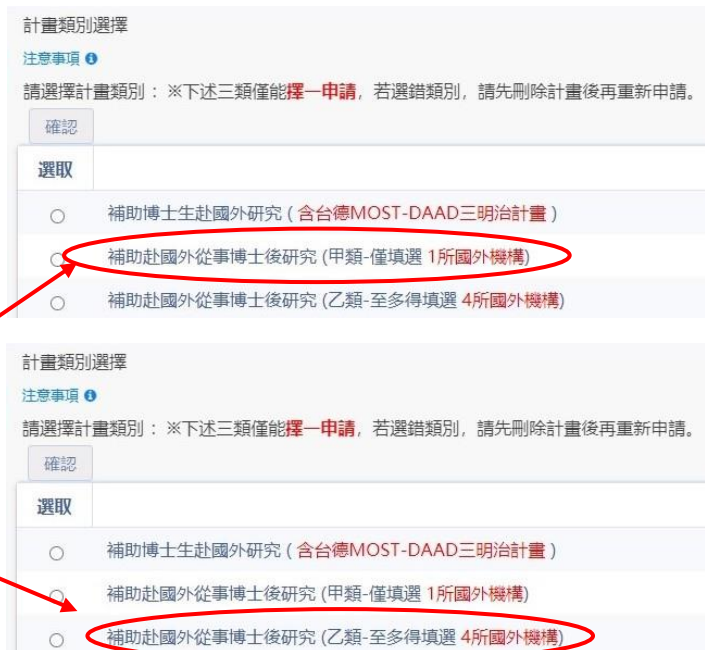 計畫類別選擇
注意事項
請選擇計畫類別：※下述三類僅能擇一申請，若選錯類別，請先刪除計畫後再重新申請。
確認
選取
補助博士生赴國外研究 ( 含台德MOST-DAAD三明治計畫 )
補助赴國外從事博士後研究 (甲類-僅填選 1所國外機構)
補助赴國外從事博士後研究 (乙類-至多得填選 4所國外機構)
計畫類別選擇
注意事項
請選擇計畫類別：※下述三類僅能擇一申請，若選錯類別，請先刪除計畫後再重新申請。
確認
選取
補助博士生赴國外研究 ( 含台德MOST-DAAD三明治計畫 )
補助赴國外從事博士後研究 (甲類-僅填選 1所國外機構)
補助赴國外從事博士後研究 (乙類-至多得填選 4所國外機構)